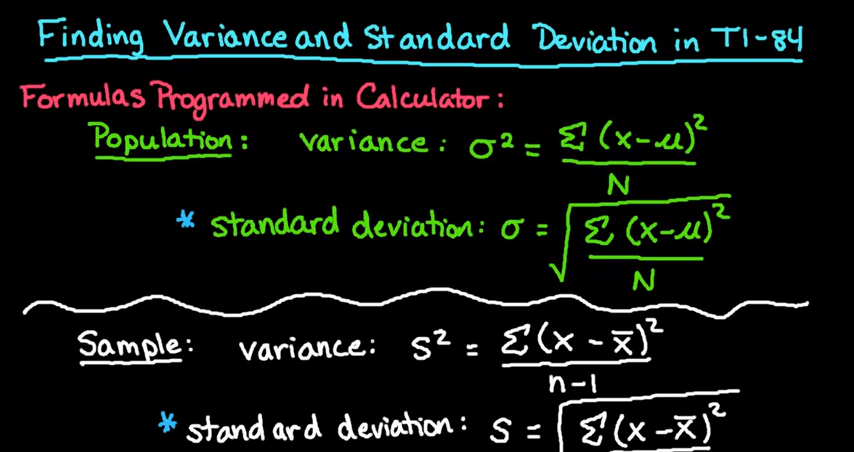 Finding Variance and Standard Deviation in TI-84
Formulas Programmed in Calculator:
Population: variance: σ² = Σ(x-μ)² / N
* standard deviation: σ = √(Σ(x-μ)² / N)
Sample: variance: s² = Σ(x - x̄)² / n-1
* standard deviation: s = √Σ(x-x̄)²